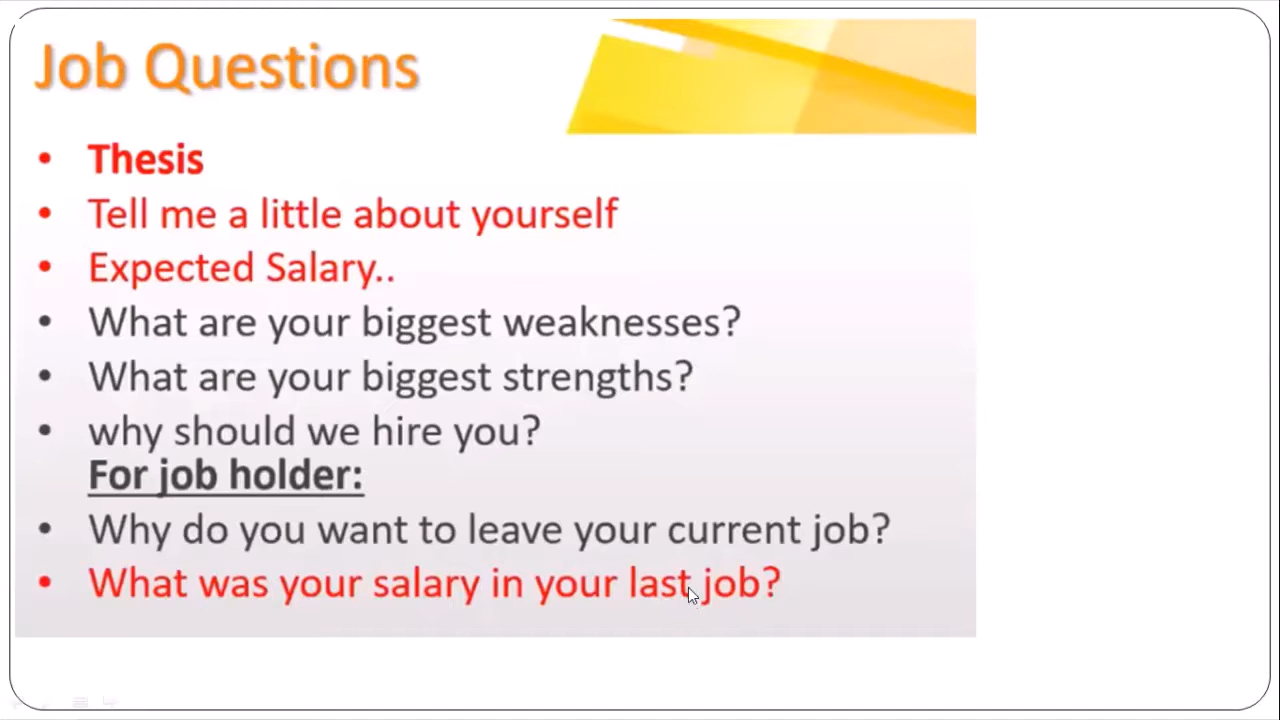 Job Questions
• Thesis
• Tell me a little about yourself
• Expected Salary..
• What are your biggest weaknesses?
• What are your biggest strengths?
• why should we hire you?
For job holder:
• Why do you want to leave your current job?
• What was your salary in your last job?